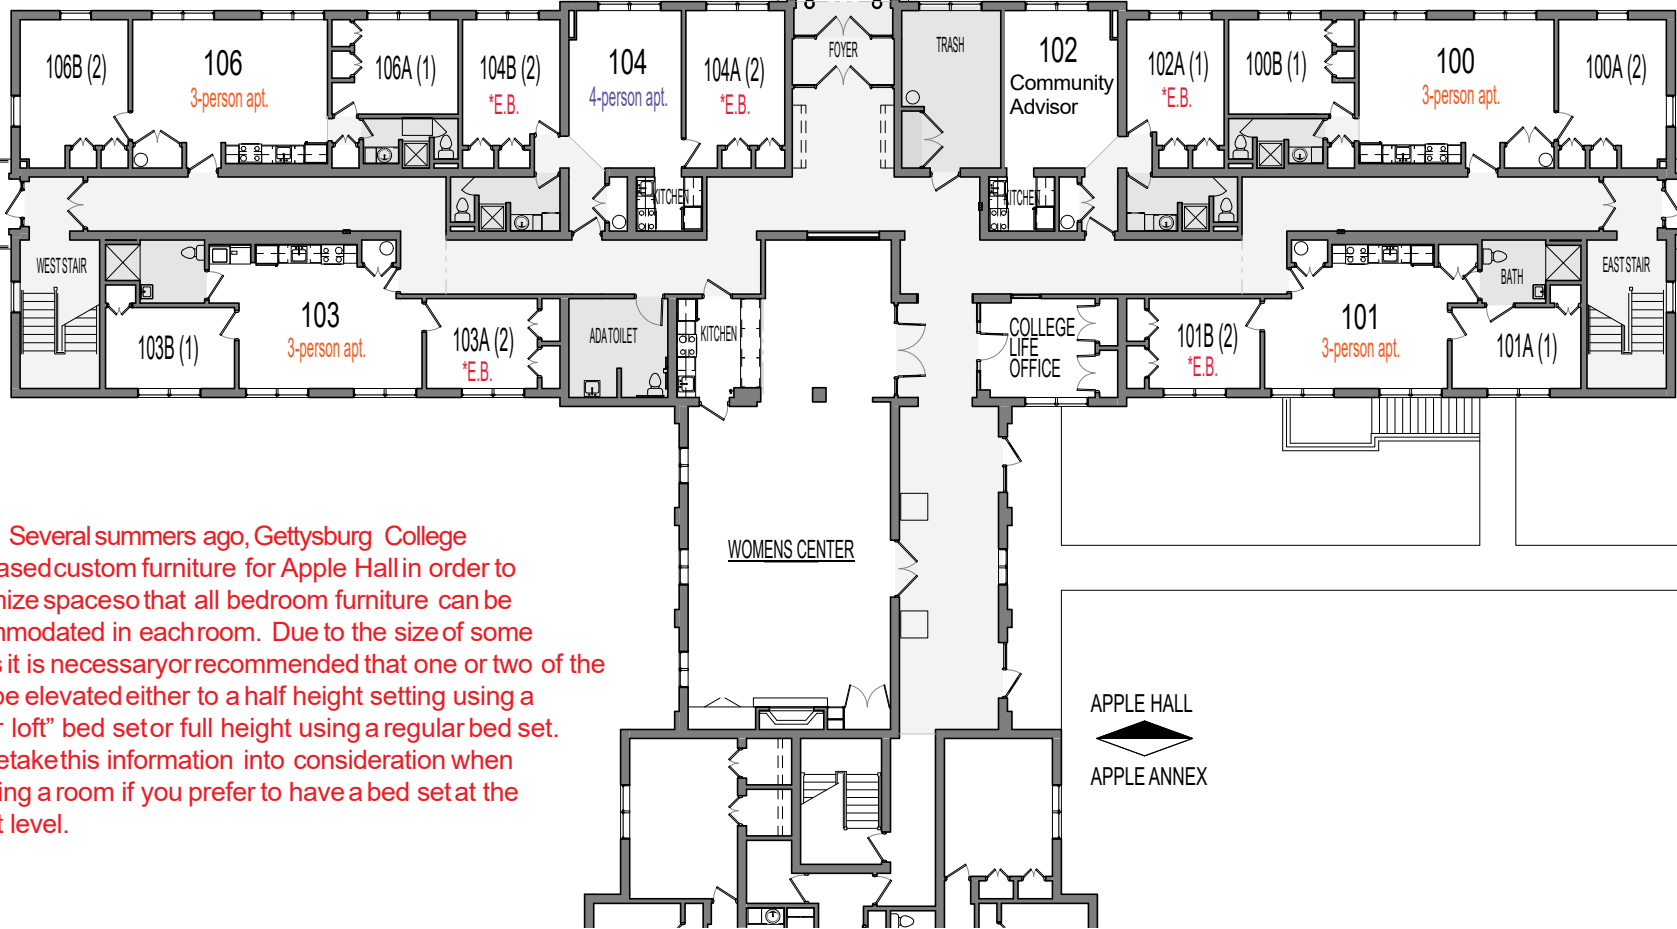 106B (2)
106
3-person apt.
106A (1)
104B (2)
*E.B.
104
4-person apt.
104A (2)
*E.B.
FOYER
TRASH
102
Community
Advisor
102A (1)
*E.B.
100B (1)
100
3-person apt.
100A (2)
KITCHEN
KITCHEN
WEST STAIR
103B (1)
103
3-person apt.
103A (2)
*E.B.
ADA TOILET
KITCHEN
COLLEGE
LIFE
OFFICE
101B (2)
*E.B.
101
3-person apt.
BATH
101A (1)
EAST STAIR
WOMENS CENTER
Several summers ago, Gettysburg College
ased custom furniture for Apple Hall in order to
nize space so that all bedroom furniture can be
nmodated in each room. Due to the size of some
s it is necessary or recommended that one or two of the
be elevated either to a half height setting using a
r loft” bed set or full height using a regular bed set.
e take this information into consideration when
ing a room if you prefer to have a bed set at the
t level.
APPLE HALL
APPLE ANNEX